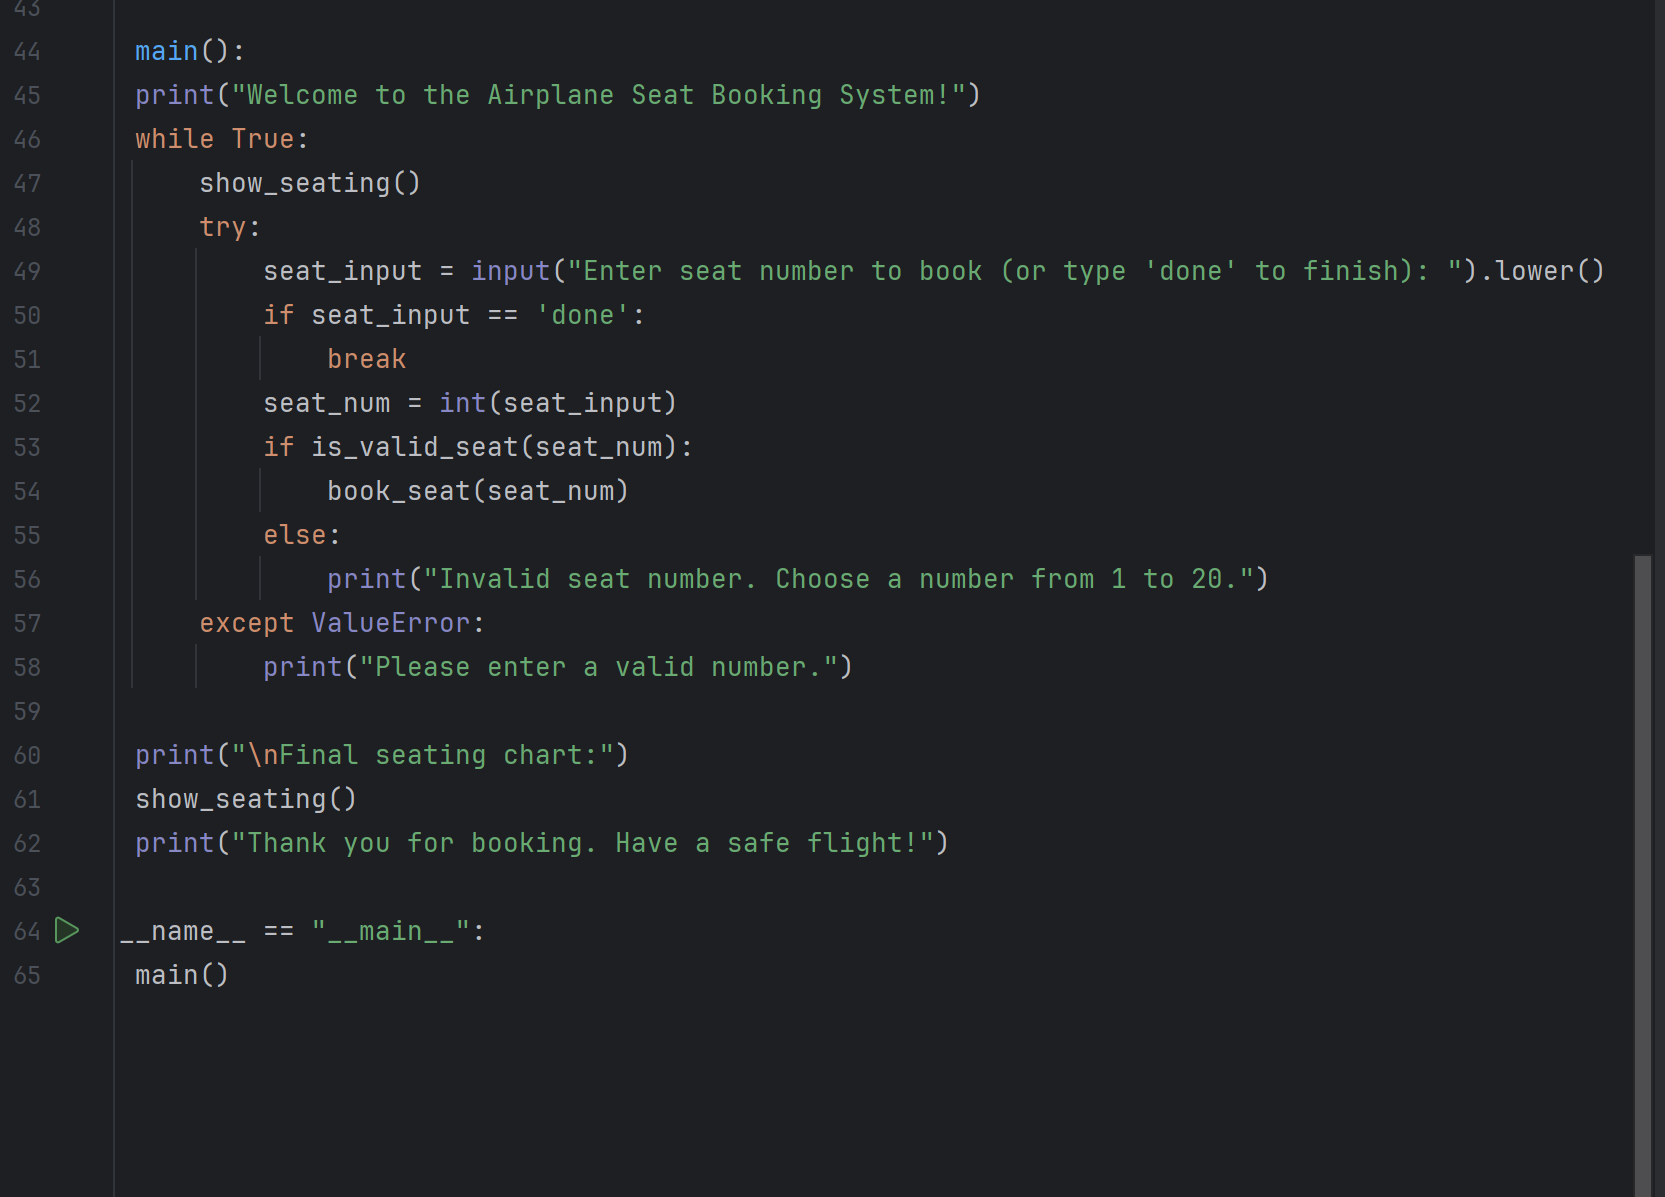 43
44 main():
45 print("Welcome to the Airplane Seat Booking System!")
46 while True:
47     show_seating()
48     try:
49         seat_input = input("Enter seat number to book (or type 'done' to finish): ").lower()
50         if seat_input == 'done':
51             break
52         seat_num = int(seat_input)
53         if is_valid_seat(seat_num):
54             book_seat(seat_num)
55         else:
56             print("Invalid seat number. Choose a number from 1 to 20.")
57     except ValueError:
58         print("Please enter a valid number.")
59
60 print("\nFinal seating chart:")
61 show_seating()
62 print("Thank you for booking. Have a safe flight!")
63
64 __name__ == "__main__":
65 main()